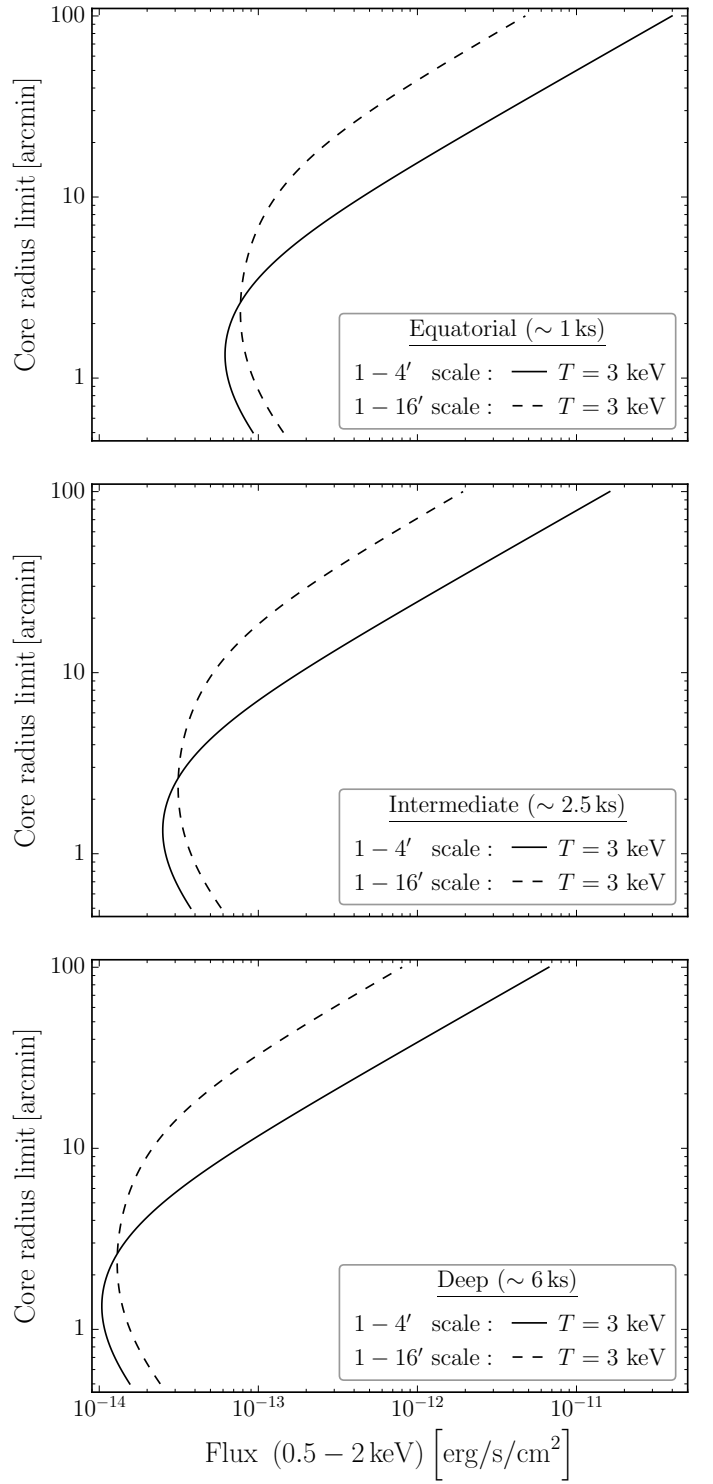 100
10
1
Core radius limit [arcmin]
Equatorial (∼ 1 ks)
1 − 4′ scale : T = 3 keV
1 − 16′ scale : T = 3 keV
100
10
1
Core radius limit [arcmin]
Intermediate (∼ 2.5 ks)
1 − 4′ scale : T = 3 keV
1 − 16′ scale : T = 3 keV
100
10
1
Core radius limit [arcmin]
Deep (∼ 6 ks)
1 − 4′ scale : T = 3 keV
1 − 16′ scale : T = 3 keV
10⁻¹⁴ 10⁻¹³ 10⁻¹² 10⁻¹¹
Flux (0.5 − 2 keV) [erg/s/cm²]